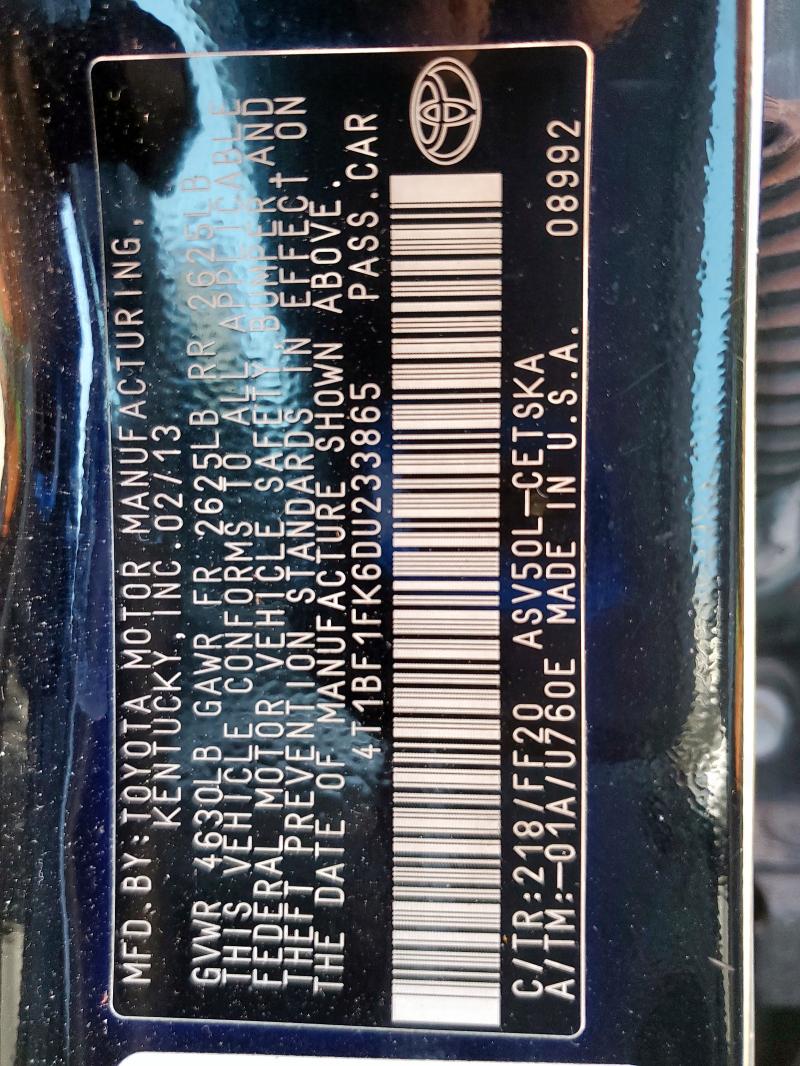 MFD.BY:TOYOTA MOTOR MANUFACTURING,
KENTUCKY,INC.02/13
GVWR 4630LB GAWR FR 2625LB RR 2625LB
THIS VEHICLE CONFORMS TO ALL APPLICABLE
FEDERAL MOTOR VEHICLE SAFETY,BUMPER AND
THEFT PREVENTION STANDARDS IN EFFECT ON
THE DATE OF MANUFACTURE SHOWN ABOVE.
4T1BF1FK6DU233865 PASS.CAR
C/TR:218/FF20 ASV50L-CETSKA 08992
A/TM:-01A/U760E MADE IN U.S.A.